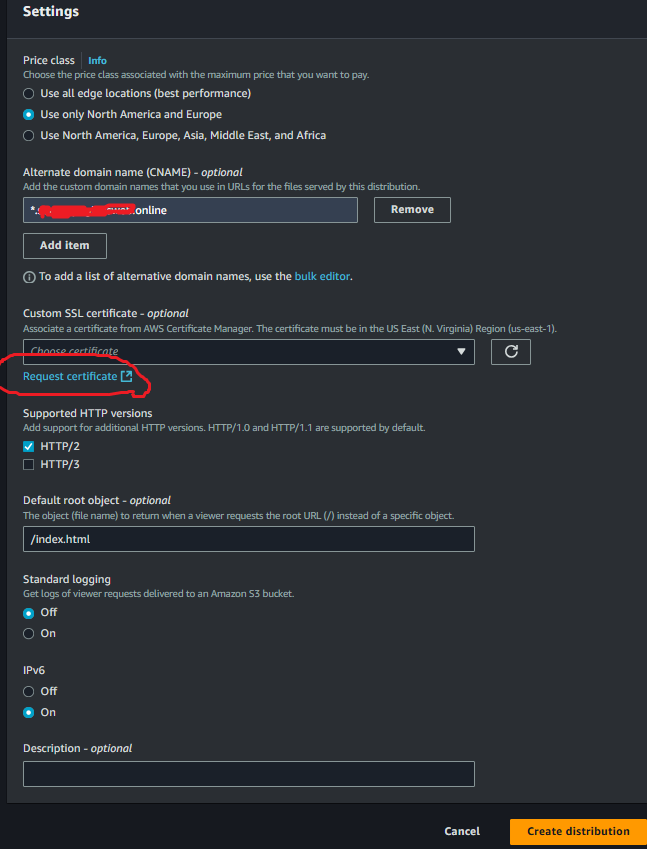 Settings
Price class Info
Choose the price class associated with the maximum price that you want to pay.
Use all edge locations (best performance)
Use only North America and Europe
Use North America, Europe, Asia, Middle East, and Africa
Alternate domain name (CNAME) - optional
Add the custom domain names that you use in URLs for the files served by this distribution.
*. .online
Remove
Add item
To add a list of alternative domain names, use the bulk editor.
Custom SSL certificate - optional
Associate a certificate from AWS Certificate Manager. The certificate must be in the US East (N. Virginia) Region (us-east-1).
Choose certificate
Request certificate
Supported HTTP versions
Add support for additional HTTP versions. HTTP/1.0 and HTTP/1.1 are supported by default.
HTTP/2
HTTP/3
Default root object - optional
The object (file name) to return when a viewer requests the root URL (/) instead of a specific object.
/index.html
Standard logging
Get logs of viewer requests delivered to an Amazon S3 bucket.
Off
On
IPv6
Off
On
Description - optional
Cancel
Create distribution